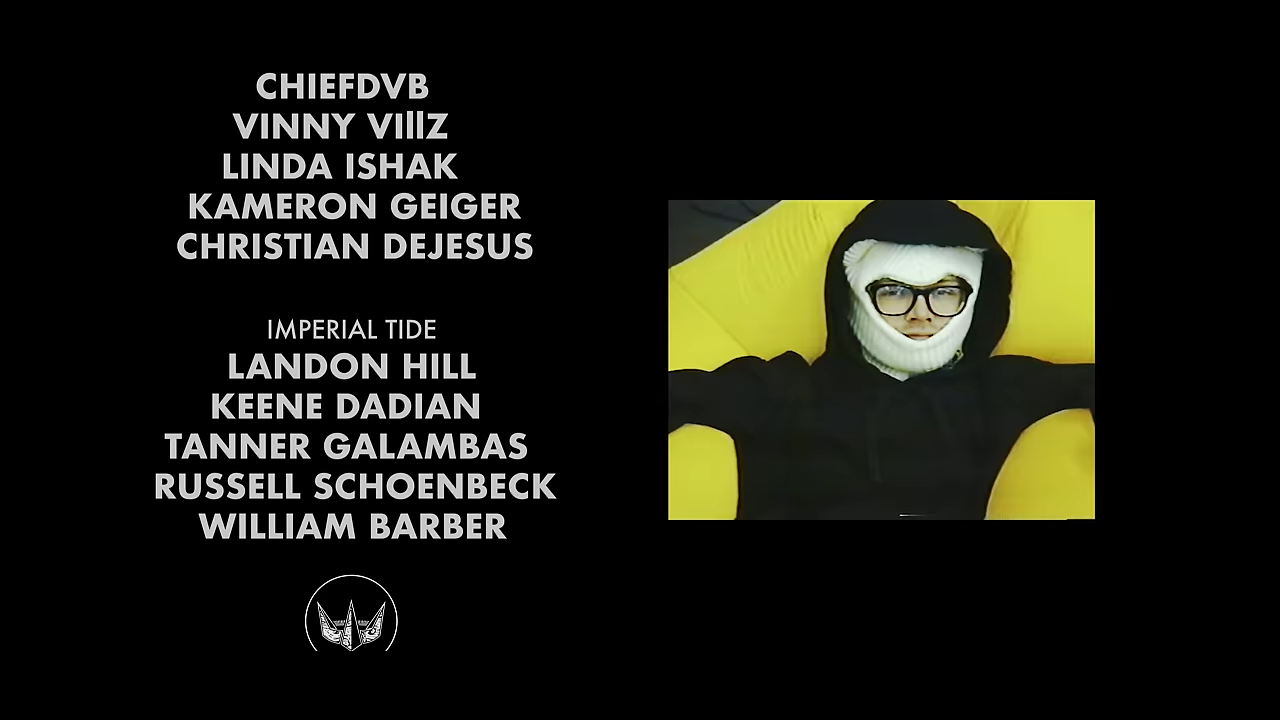 CHIEFDVB
VINNY VIllZ
LINDA ISHAK
KAMERON GEIGER
CHRISTIAN DEJESUS
IMPERIAL TIDE
LANDON HILL
KEENE DADIAN
TANNER GALAMBAS
RUSSELL SCHOENBECK
WILLIAM BARBER